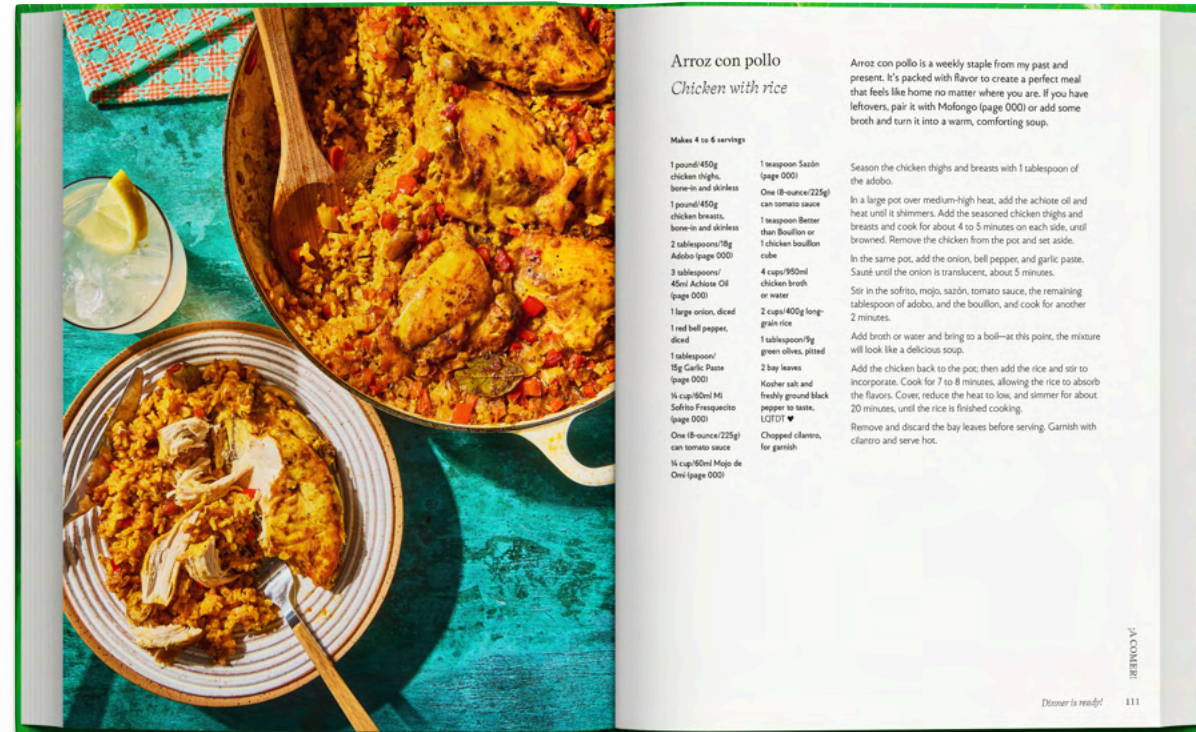 Arroz con pollo
Chicken with rice
Arroz con pollo is a weekly staple from my past and
present. It's packed with flavor to create a perfect meal
that feels like home no matter where you are. If you have
leftovers, pair it with Mofongo (page 000) or add some
broth and turn it into a warm, comforting soup.
Makes 4 to 6 servings
1 pound/450g
chicken thighs,
bone-in and skinless
1 pound/450g
chicken breasts,
bone-in and skinless
2 tablespoons/18g
Adobo (page 000)
3 tablespoons/
45ml Achiote Oil
(page 000)
1 large onion, diced
1 red bell pepper,
diced
1 tablespoon/
15g Garlic Paste
(page 000)
¼ cup/60ml Mi
Sofrito Fresquecito
(page 000)
One (8-ounce/225g)
can tomato sauce
¼ cup/60ml Mojo de
Omi (page 000)
1 teaspoon Sazón
(page 000)
One (8-ounce/225g)
can tomato sauce
1 teaspoon Better
than Bouillon or
1 chicken bouillon
cube
4 cups/950ml
chicken broth
or water
2 cups/400g long-
grain rice
1 tablespoon/9g
green olives, pitted
2 bay leaves
Kosher salt and
freshly ground black
pepper to taste,
LQTDT ♥
Chopped cilantro,
for garnish
Season the chicken thighs and breasts with 1 tablespoon of
the adobo.
In a large pot over medium-high heat, add the achiote oil and
heat until it shimmers. Add the seasoned chicken thighs and
breasts and cook for about 4 to 5 minutes on each side, until
browned. Remove the chicken from the pot and set aside.
In the same pot, add the onion, bell pepper, and garlic paste.
Sauté until the onion is translucent, about 5 minutes.
Stir in the sofrito, mojo, sazón, tomato sauce, the remaining
tablespoon of adobo, and the bouillon, and cook for another
2 minutes.
Add broth or water and bring to a boil—at this point, the mixture
will look like a delicious soup.
Add the chicken back to the pot; then add the rice and stir to
incorporate. Cook for 7 to 8 minutes, allowing the rice to absorb
the flavors. Cover, reduce the heat to low, and simmer for about
20 minutes, until the rice is finished cooking.
Remove and discard the bay leaves before serving. Garnish with
cilantro and serve hot.
¡A COMER!
Dinner is ready! 111